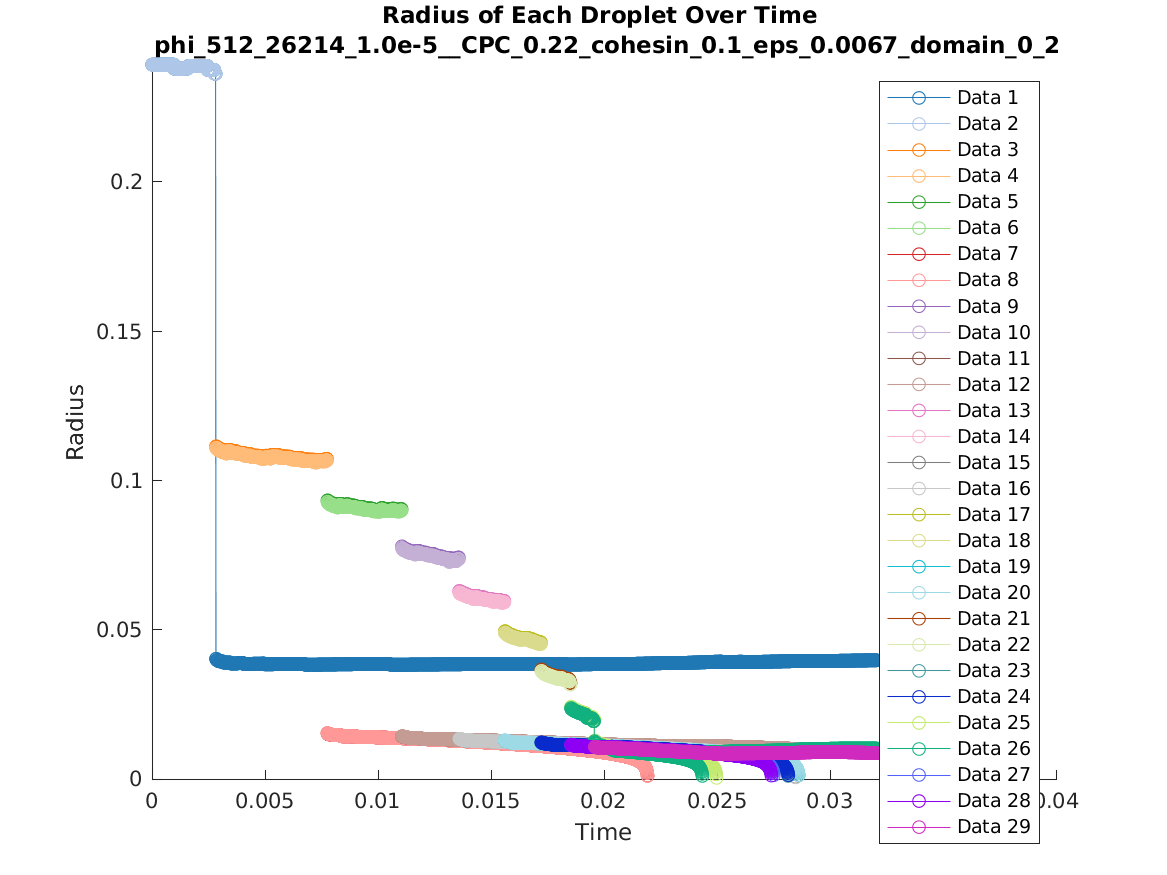 Radius of Each Droplet Over Time
phi_512_26214_1.0e-5__CPC_0.22_cohesin_0.1_eps_0.0067_domain_0_2
Radius
0.2
0.15
0.1
0.05
0
0
0.005
0.01
0.015
0.02
0.025
0.03
0.04
Time
Data 1
Data 2
Data 3
Data 4
Data 5
Data 6
Data 7
Data 8
Data 9
Data 10
Data 11
Data 12
Data 13
Data 14
Data 15
Data 16
Data 17
Data 18
Data 19
Data 20
Data 21
Data 22
Data 23
Data 24
Data 25
Data 26
Data 27
Data 28
Data 29